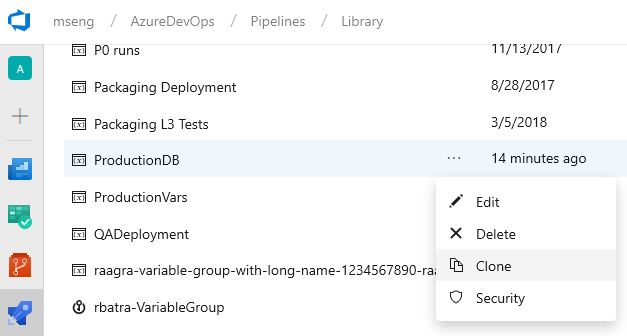 mseng / AzureDevOps / Pipelines / Library
P0 runs 11/13/2017
A
Packaging Deployment 8/28/2017
Packaging L3 Tests 3/5/2018
ProductionDB ... 14 minutes ago
ProductionVars
Edit
QADeployment
Delete
raagra-variable-group-with-long-name-1234567890-raa
Clone
rbatra-VariableGroup
Security